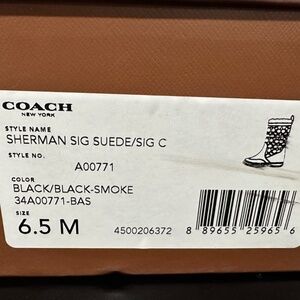 COACH
NEW YORK
STYLE NAME
SHERMAN SIG SUEDE/SIG C
STYLE NO.
A00771
COLOR
BLACK/BLACK-SMOKE
34A00771-BAS
SIZE
6.5 M
4500206372
8 89655 25965 6